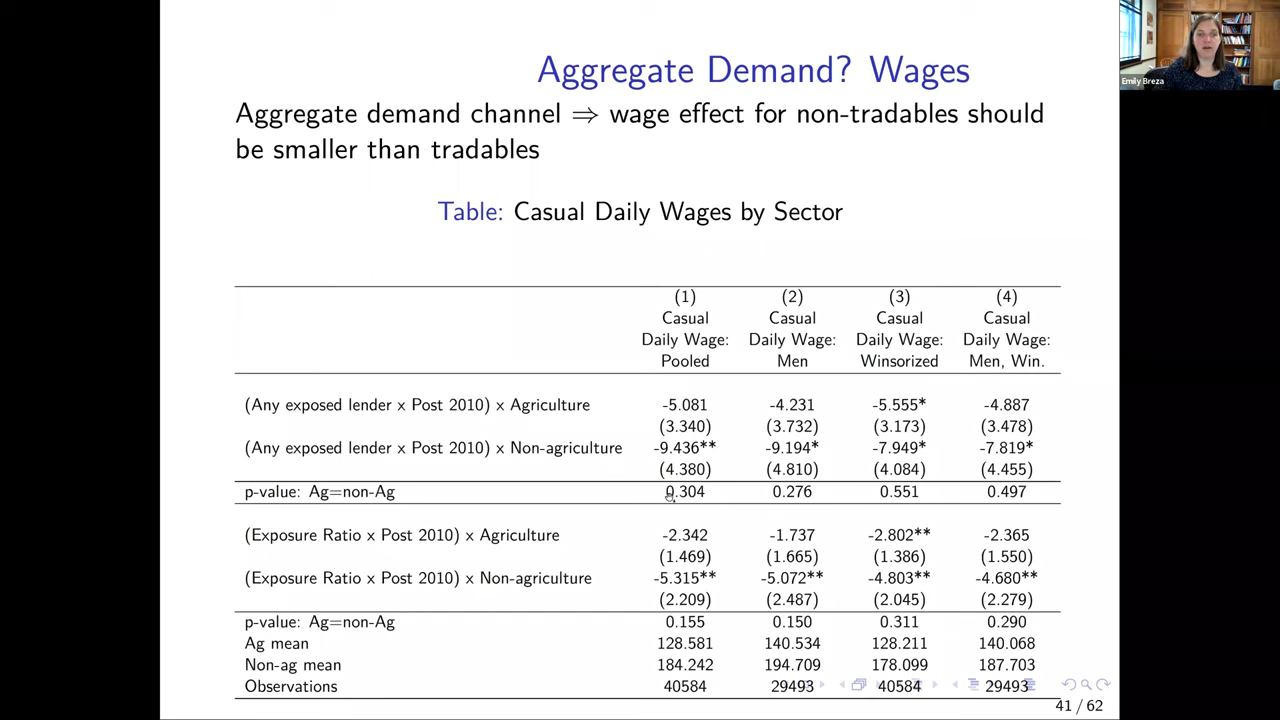 Aggregate Demand? Wages
Emily Breza
Aggregate demand channel ⇒ wage effect for non-tradables should
be smaller than tradables
Table: Casual Daily Wages by Sector
(1) (2) (3) (4)
Casual Casual Casual Casual
Daily Wage: Daily Wage: Daily Wage: Daily Wage:
Pooled Men Winsorized Men, Win.
(Any exposed lender x Post 2010) x Agriculture -5.081 -4.231 -5.555* -4.887
(3.340) (3.732) (3.173) (3.478)
(Any exposed lender x Post 2010) x Non-agriculture -9.436** -9.194* -7.949* -7.819*
(4.380) (4.810) (4.084) (4.455)
p-value: Ag=non-Ag 0.304 0.276 0.551 0.497
(Exposure Ratio x Post 2010) x Agriculture -2.342 -1.737 -2.802** -2.365
(1.469) (1.665) (1.386) (1.550)
(Exposure Ratio x Post 2010) x Non-agriculture -5.315** -5.072** -4.803** -4.680**
(2.209) (2.487) (2.045) (2.279)
p-value: Ag=non-Ag 0.155 0.150 0.311 0.290
Ag mean 128.581 140.534 128.211 140.068
Non-ag mean 184.242 194.709 178.099 187.703
Observations 40584 29493 40584 29493
41 / 62